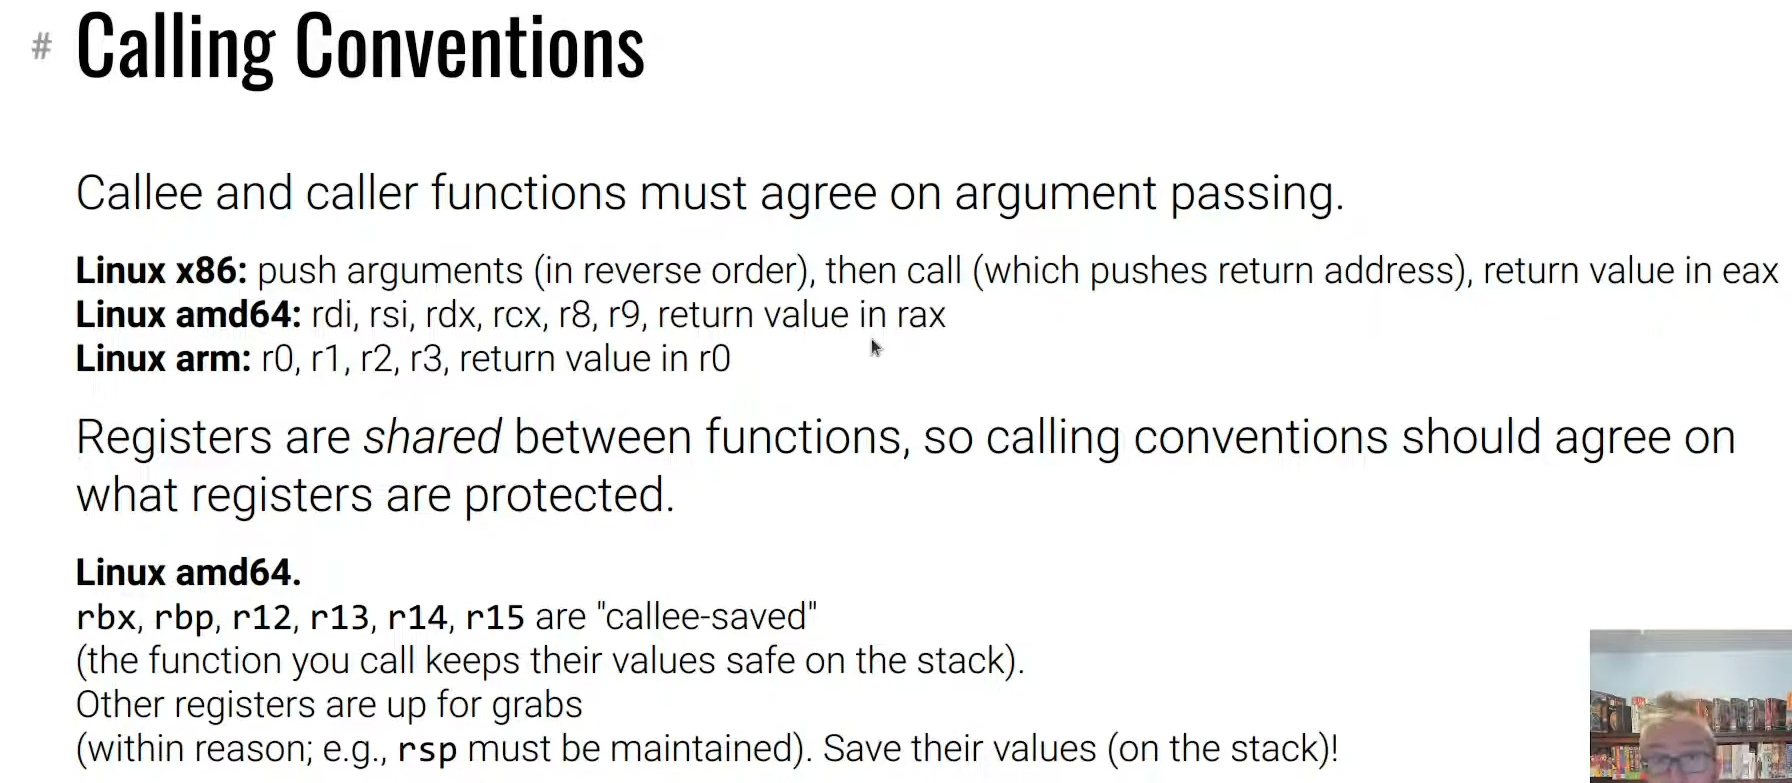 # Calling Conventions
Callee and caller functions must agree on argument passing.
Linux x86: push arguments (in reverse order), then call (which pushes return address), return value in eax
Linux amd64: rdi, rsi, rdx, rcx, r8, r9, return value in rax
Linux arm: r0, r1, r2, r3, return value in r0
Registers are shared between functions, so calling conventions should agree on
what registers are protected.
Linux amd64.
rbx, rbp, r12, r13, r14, r15 are "callee-saved"
(the function you call keeps their values safe on the stack).
Other registers are up for grabs
(within reason; e.g., rsp must be maintained). Save their values (on the stack)!